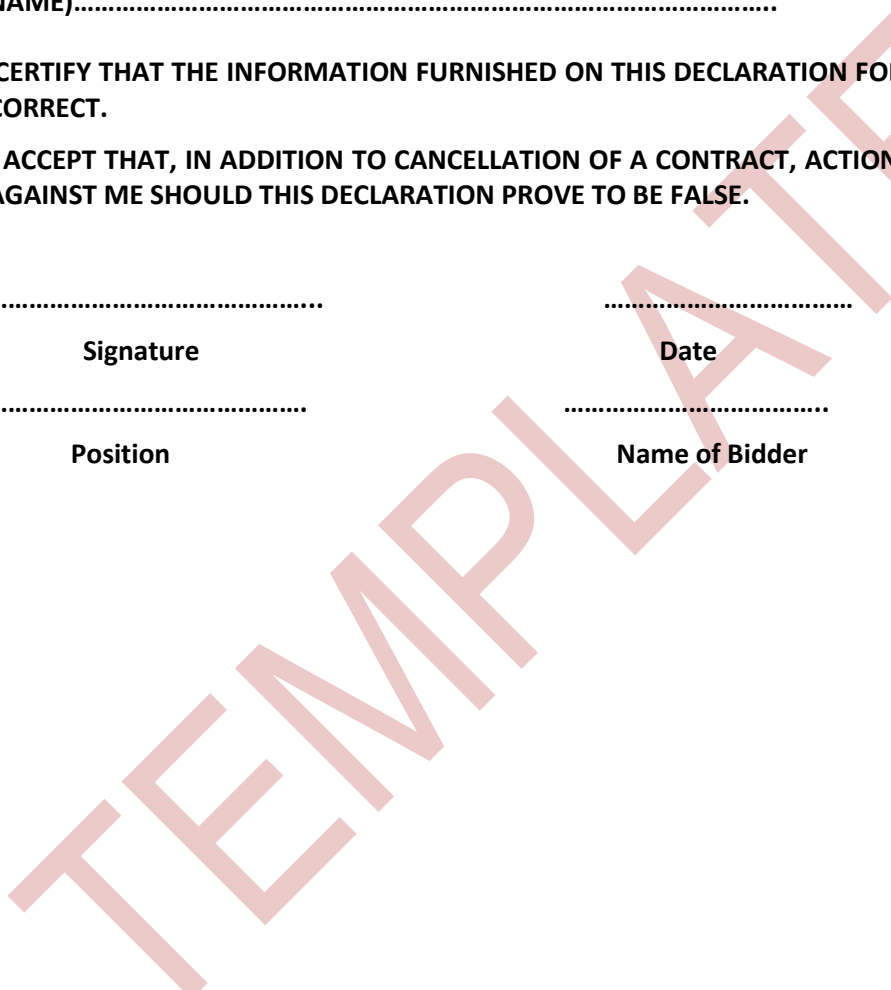 NAME)………………………………………………………………………………………..
CERTIFY THAT THE INFORMATION FURNISHED ON THIS DECLARATION
CORRECT.
ACCEPT THAT, IN ADDITION TO CANCELLATION OF A CONTRACT, ACTION
AGAINST ME SHOULD THIS DECLARATION PROVE TO BE FALSE.
……………………………………... ………………………………
Signature Date
……………………………………. ………………………………..
Position Name of Bidder
TEMPLATE